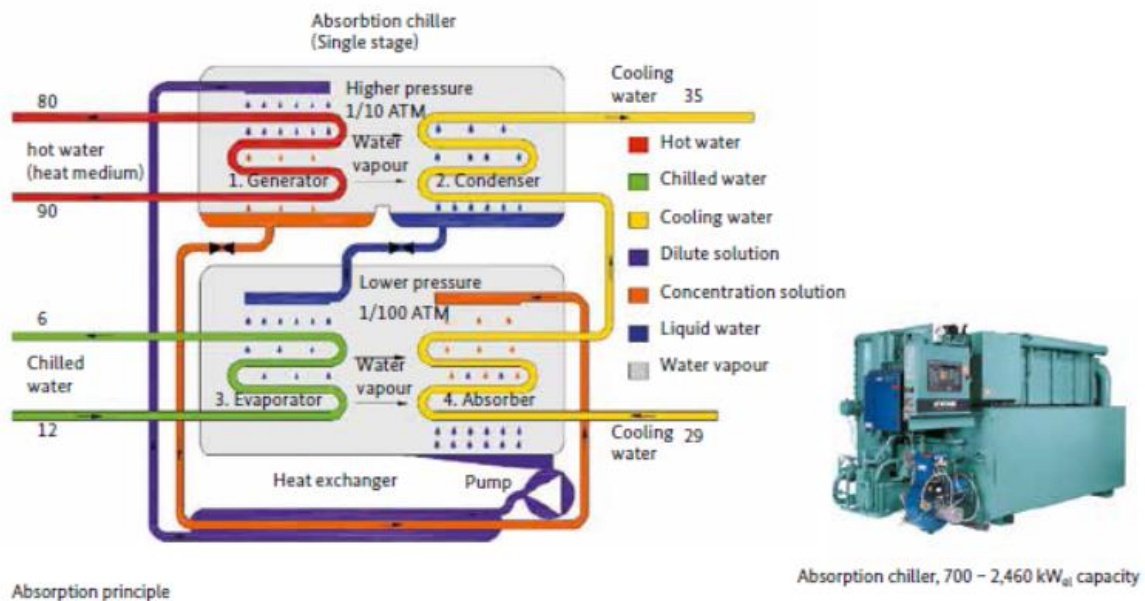 Absorbtion chiller
(Single stage)
Cooling
water 35
Higher pressure
1/10 ATM
80
hot water
(heat medium)
90
Water
vapour
1. Generator
2. Condenser
Hot water
Chilled water
Cooling water
Dilute solution
Concentration solution
Liquid water
Water vapour
Lower pressure
1/100 ATM
6
Chilled
water
12
Water
vapour
3. Evaporator
4. Absorber
Cooling 29
water
Heat exchanger
Pump
Absorption chiller, 700 – 2,460 kWel capacity
Absorption principle